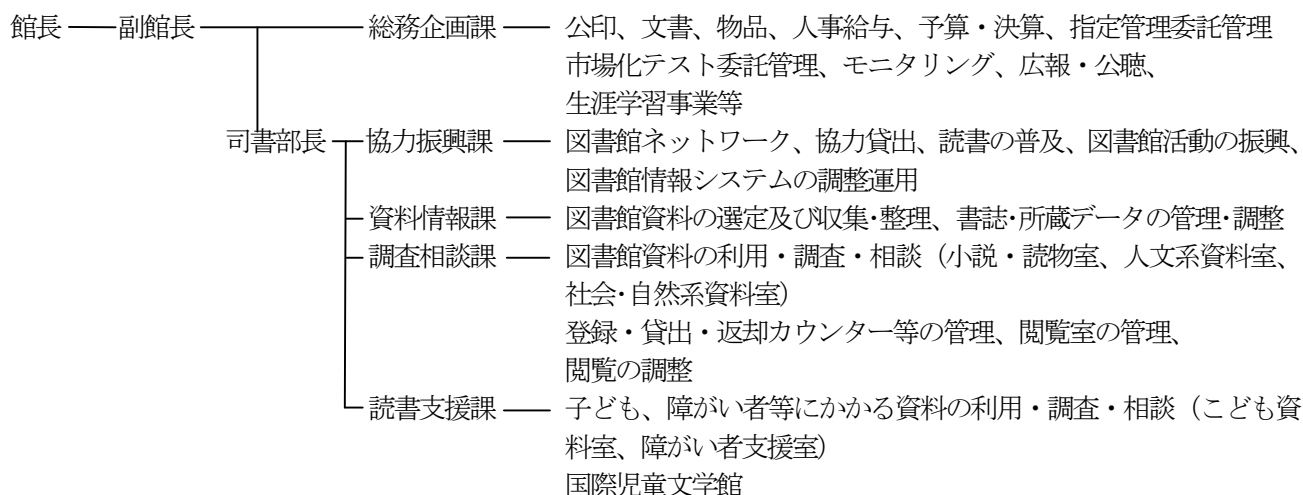 館長 副館長 総務企画課 公印、文書、物品、人事給与、予算・決算、指定管理委託管理
市場化テスト委託管理、モニタリング、広報・公聴、
生涯学習事業等
司書部長 協力振興課 図書館ネットワーク、協力貸出、読書の普及、図書館活動の振興、
図書館情報システムの調整運用
資料情報課 図書館資料の選定及び収集・整理、書誌・所蔵データの管理・調整
調査相談課 図書館資料の利用・調査・相談（小説・読物室、人文系資料室、
社会・自然系資料室）
登録・貸出・返却カウンター等の管理、閲覧室の管理、
閲覧の調整
読書支援課 子ども、障がい者等にかかる資料の利用・調査・相談（こども資
料室、障がい者支援室）
国際児童文学館